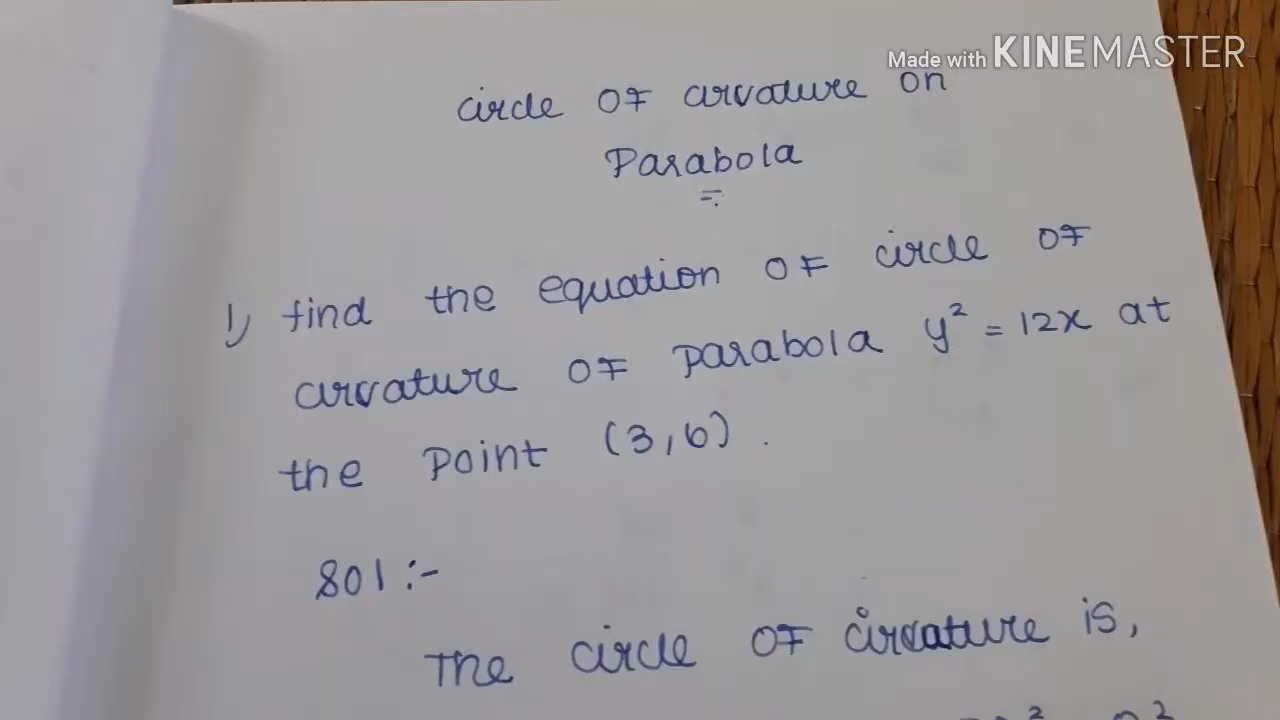 Made with KINEMASTER
circle OF curvature on
Parabola
1) find the equation OF circle OF
curvature OF parabola y² = 12x at
the Point (3,6).
Sol :-
The circle OF curvature is,